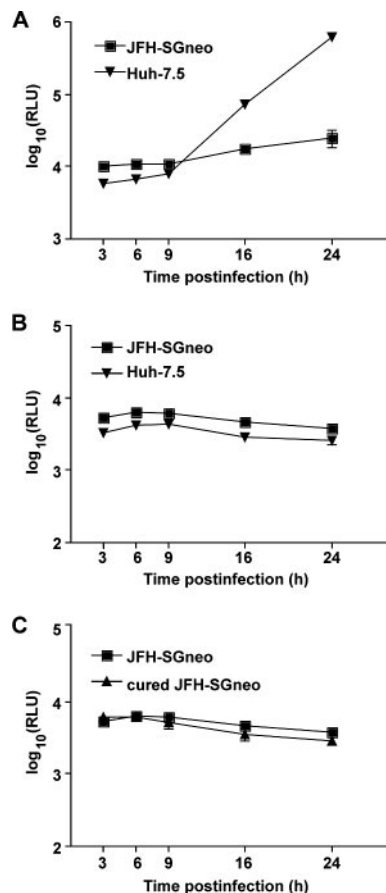 A
6
JFH-SGneo
Huh-7.5
5
log10(RLU)
4
3
3 6 9 16 24
Time postinfection (h)
B
5
JFH-SGneo
Huh-7.5
4
log10(RLU)
3
2
3 6 9 16 24
Time postinfection (h)
C
5
JFH-SGneo
cured JFH-SGneo
4
log10(RLU)
3
2
3 6 9 16 24
Time postinfection (h)